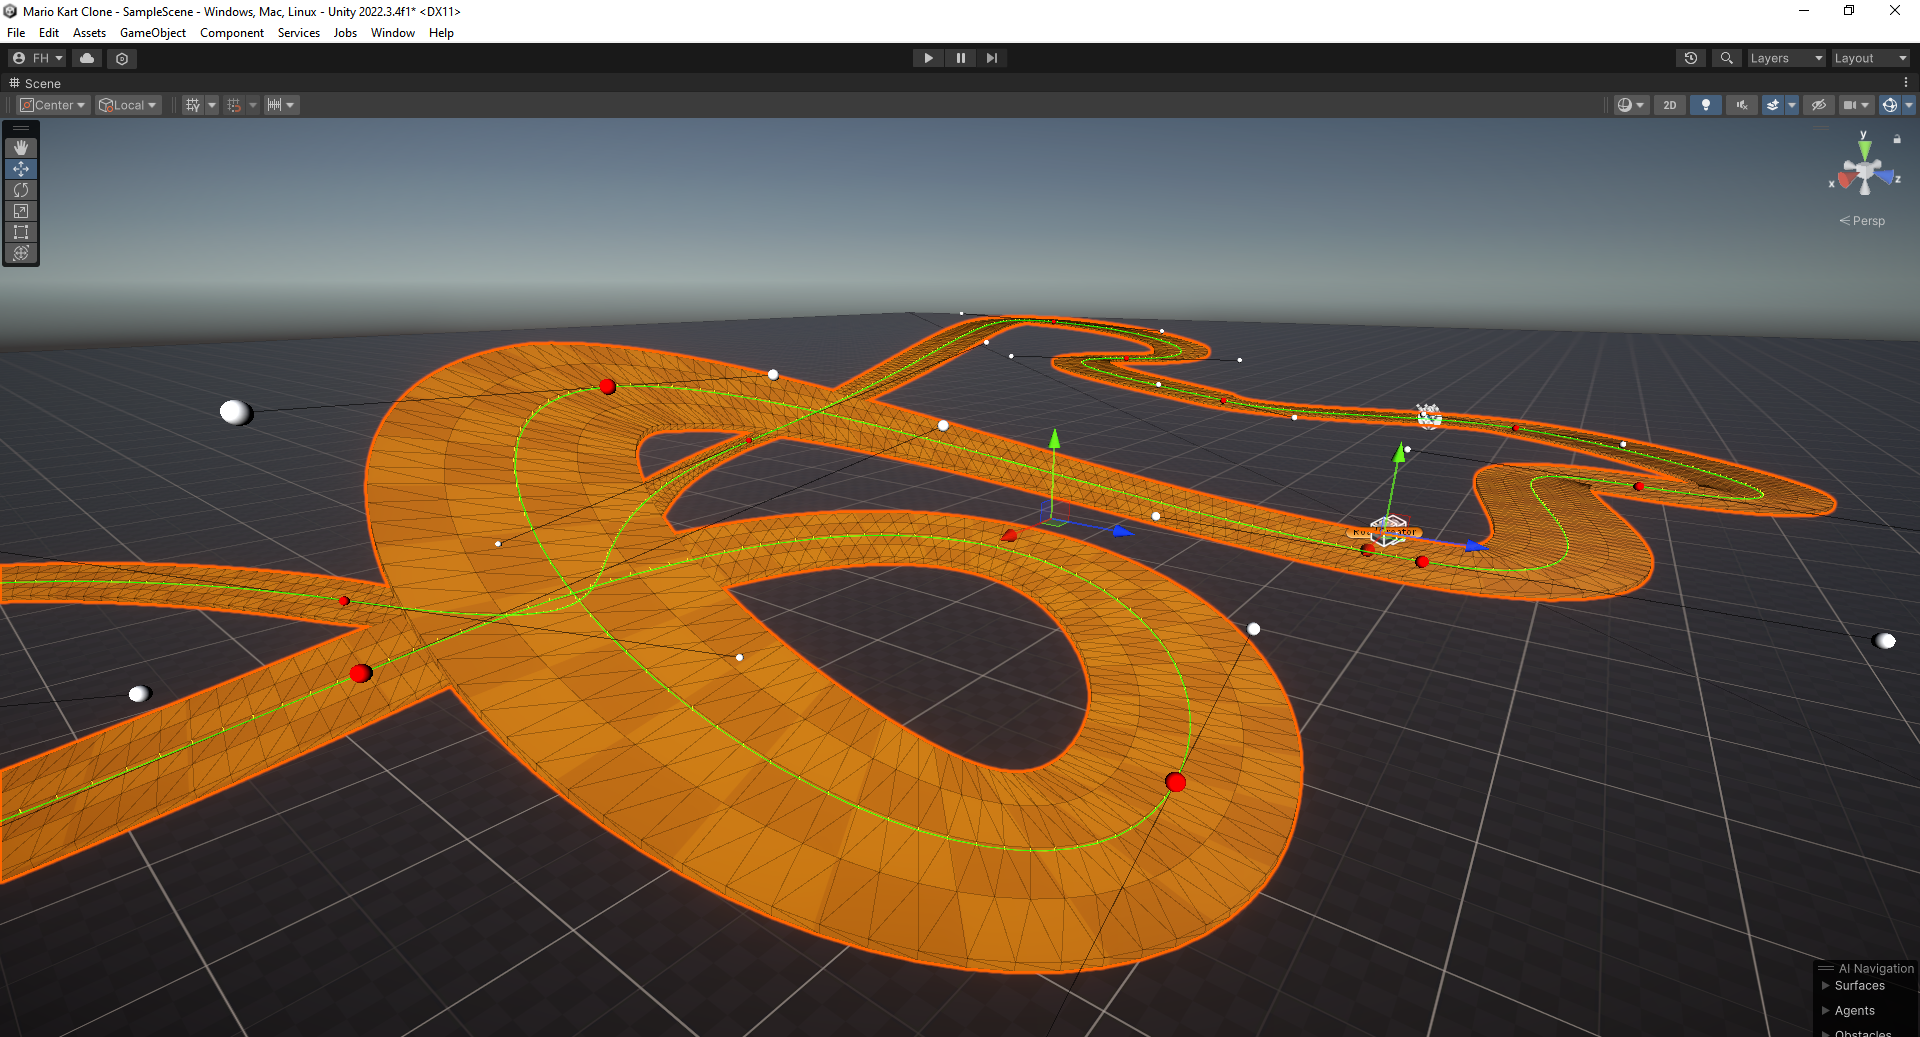 Mario Kart Clone - SampleScene - Windows, Mac, Linux - Unity 2022.3.4f1* <DX11>
File Edit Assets GameObject Component Services Jobs Window Help
FH Layers Layout
Scene
Center Local 2D
y
x z
Persp
AI Navigation
Surfaces
Agents
Obstacles